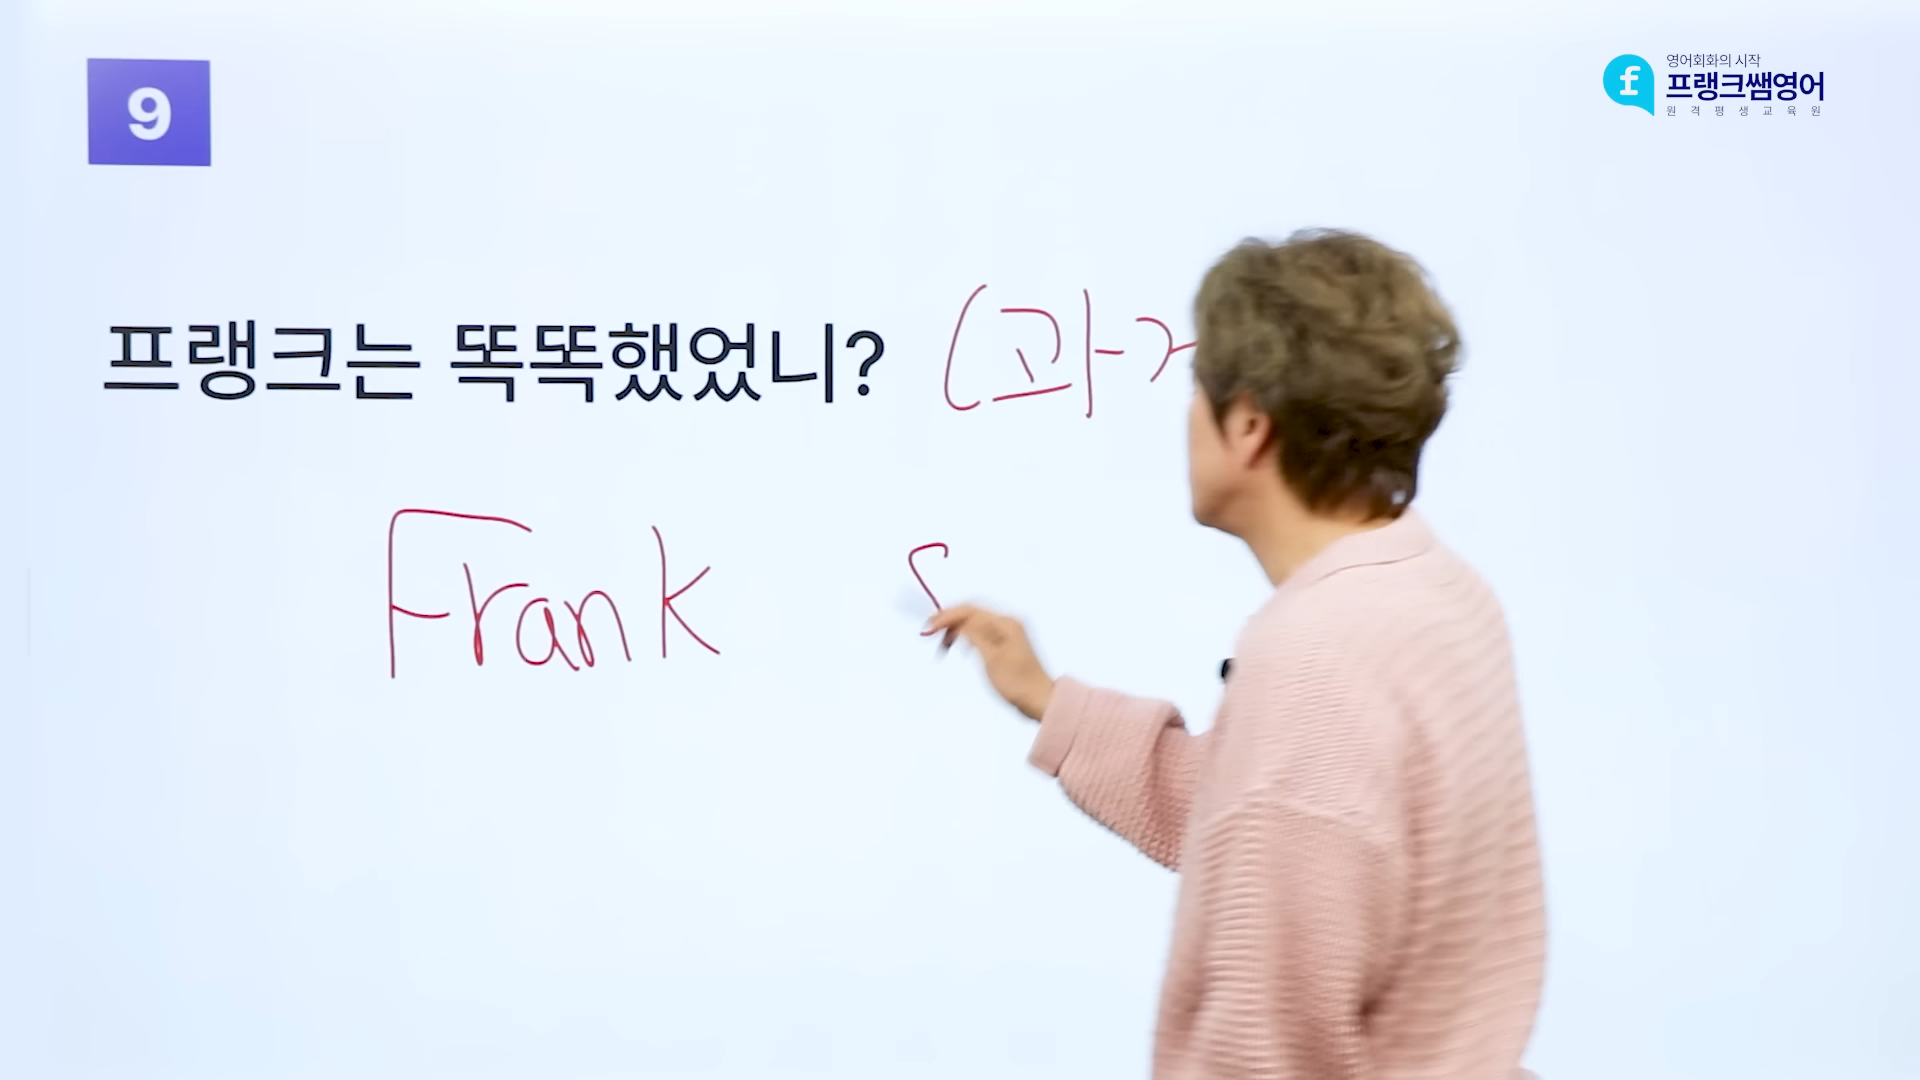 9
영어회화의 시작
프랭크쌤영어
원격평생교육원
프랭크는 똑똑했었니? (과
Frank